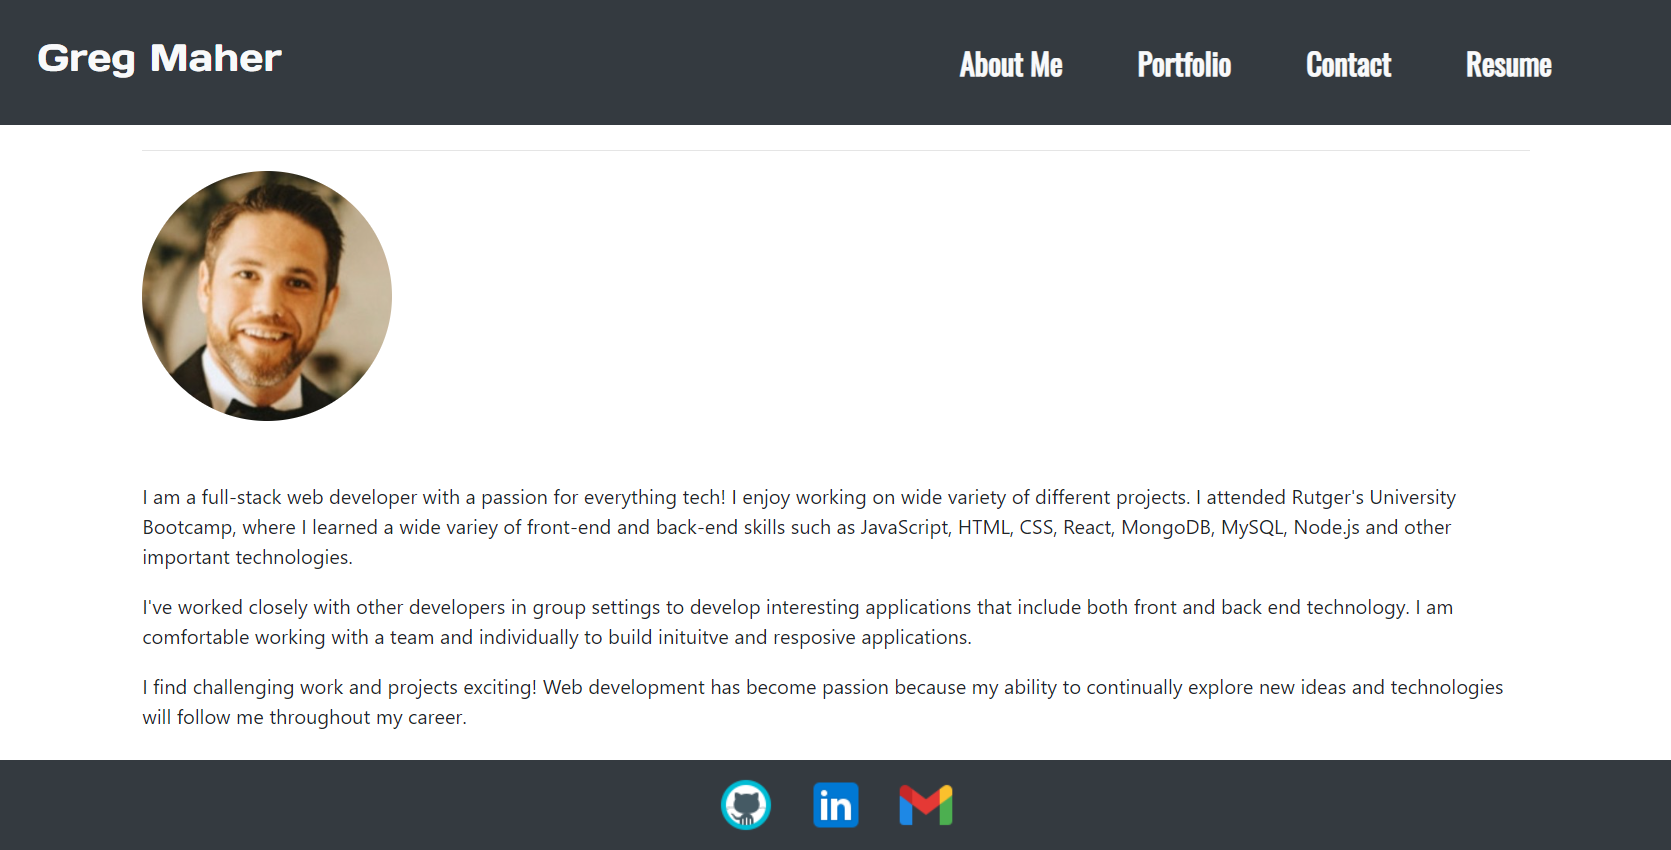 Greg Maher
About Me Portfolio Contact Resume
I am a full-stack web developer with a passion for everything tech! I enjoy working on wide variety of different projects. I attended Rutger's University
Bootcamp, where I learned a wide variey of front-end and back-end skills such as JavaScript, HTML, CSS, React, MongoDB, MySQL, Node.js and other
important technologies.
I've worked closely with other developers in group settings to develop interesting applications that include both front and back end technology. I am
comfortable working with a team and individually to build inituitve and resposive applications.
I find challenging work and projects exciting! Web development has become passion because my ability to continually explore new ideas and technologies
will follow me throughout my career.
in